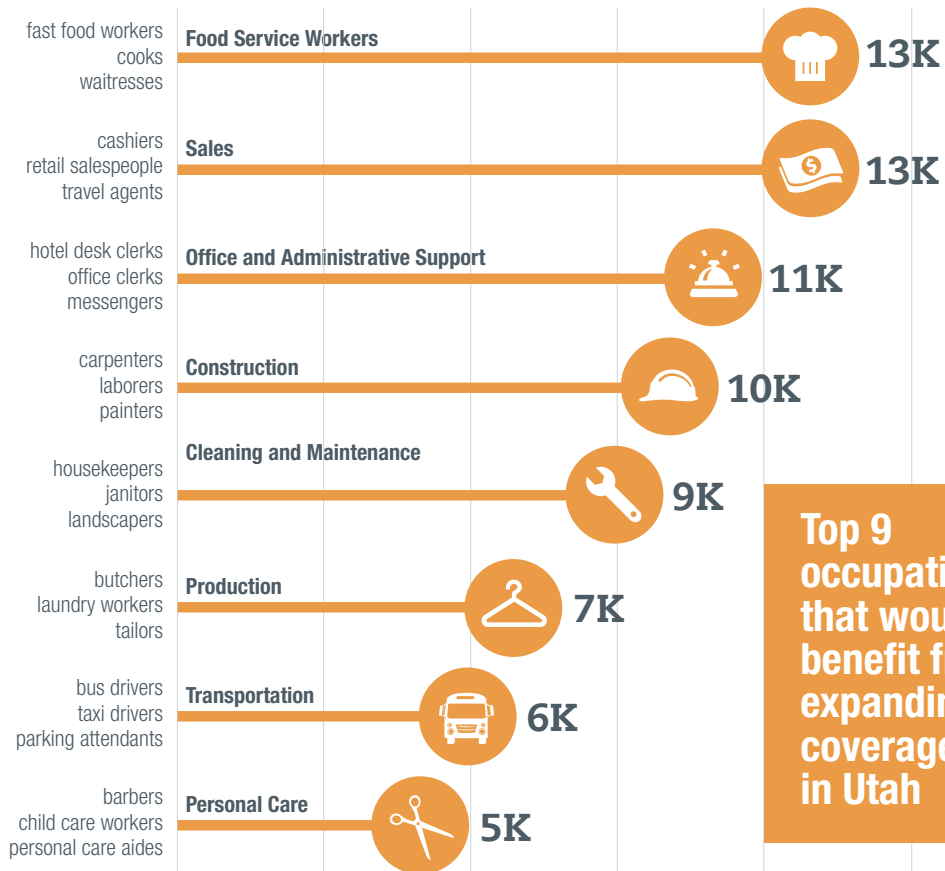 fast food workers
cooks
waitresses
Food Service Workers
13K
cashiers
retail salespeople
travel agents
Sales
$
13K
hotel desk clerks
office clerks
messengers
Office and Administrative Support
11K
carpenters
laborers
painters
Construction
10K
housekeepers
janitors
landscapers
Cleaning and Maintenance
9K
butchers
laundry workers
tailors
Production
7K
bus drivers
taxi drivers
parking attendants
Transportation
6K
barbers
child care workers
personal care aides
Personal Care
5K
Top 9
that
benefit
coverage
in Utah